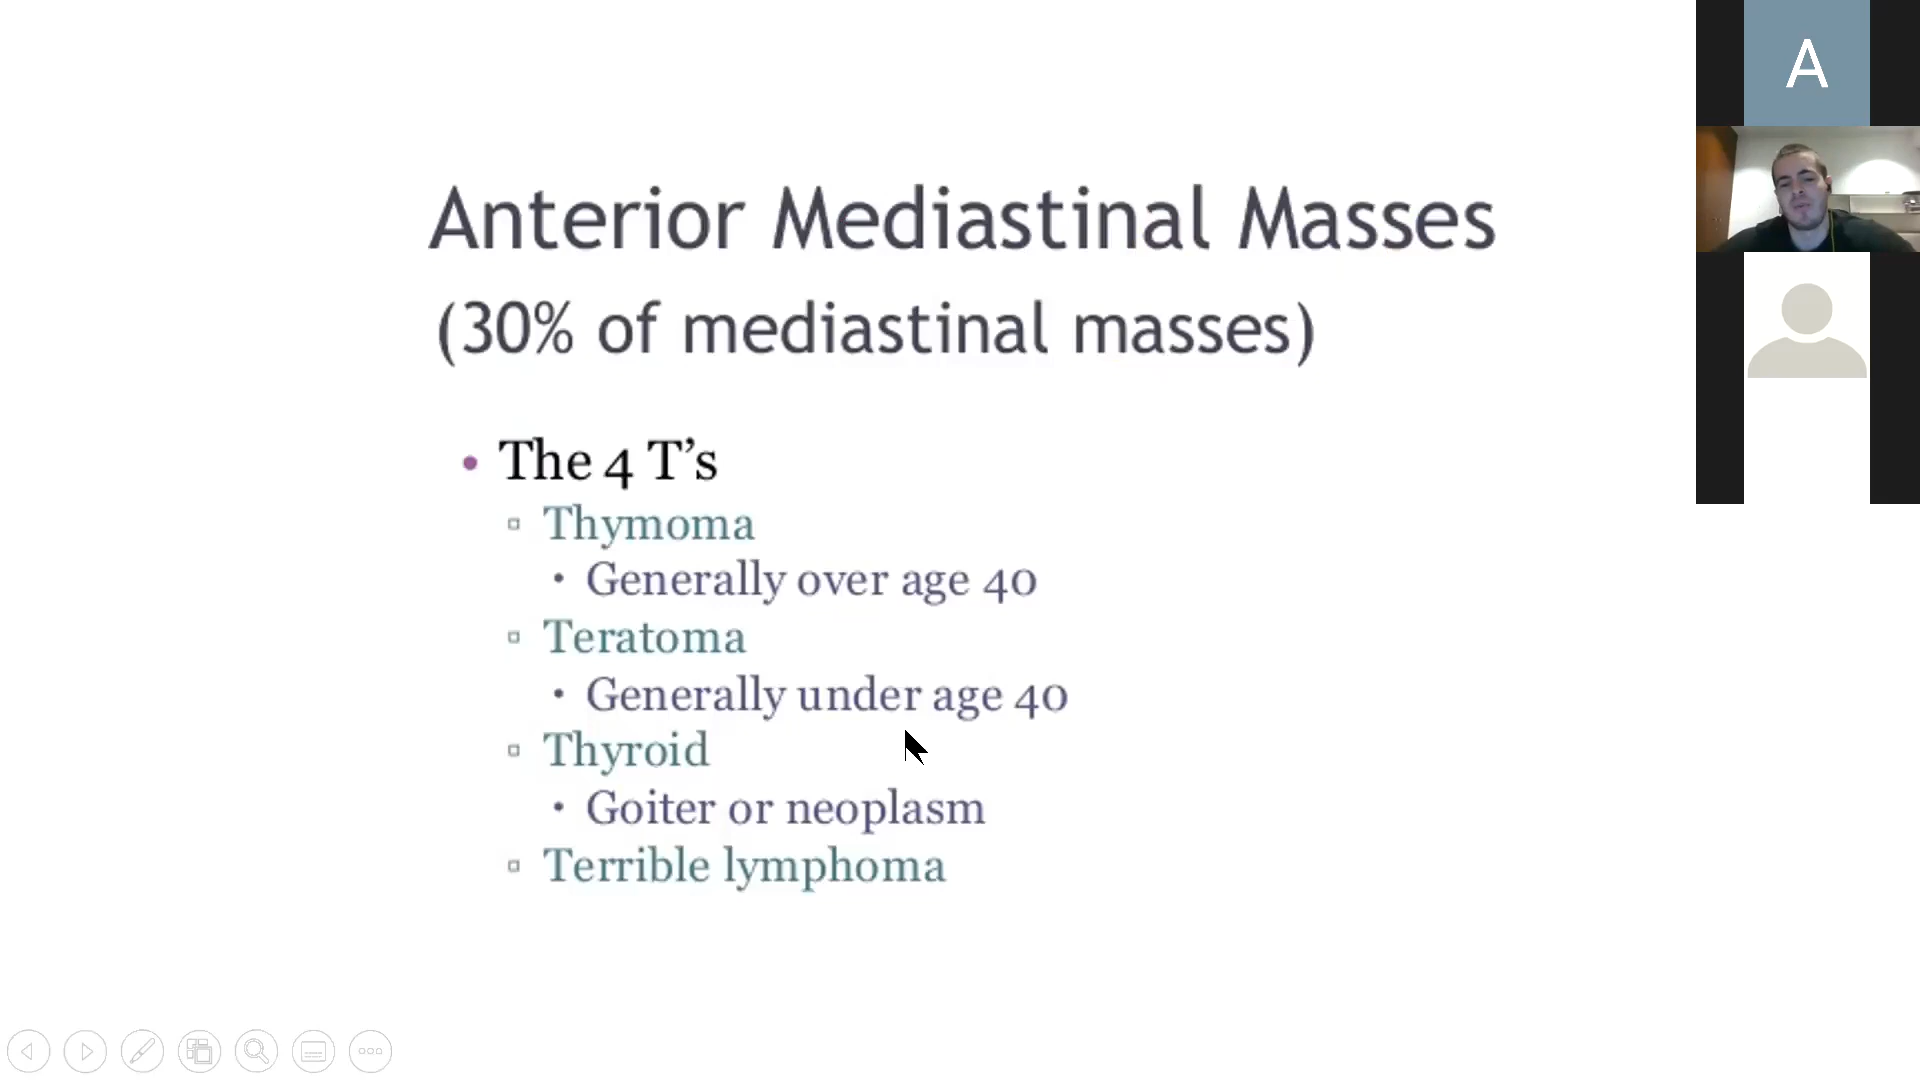 Anterior Mediastinal Masses
(30% of mediastinal masses)
• The 4 T’s
▫ Thymoma
• Generally over age 40
▫ Teratoma
• Generally under age 40
▫ Thyroid
• Goiter or neoplasm
▫ Terrible lymphoma
A